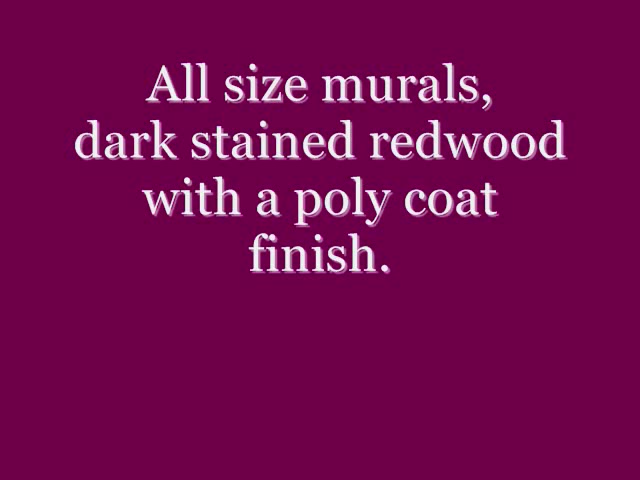 All size murals,
dark stained redwood
with a poly coat
finish.